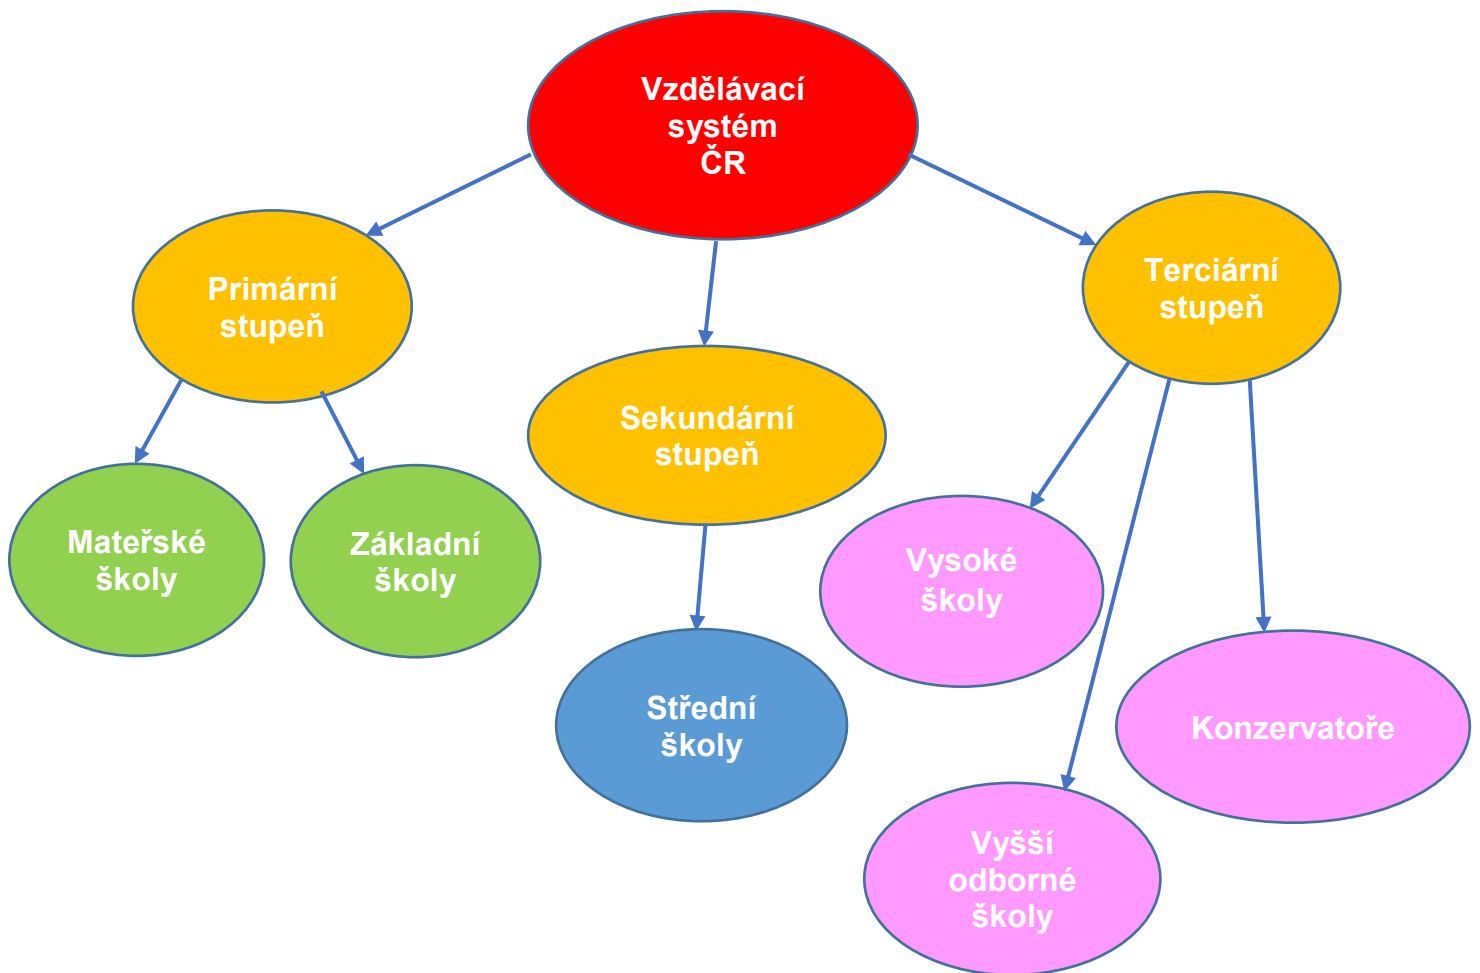 Vzdělávací
systém
ČR
Primární
stupeň
Terciární
stupeň
Sekundární
stupeň
Mateřské
školy
Základní
školy
Vysoké
školy
Střední
školy
Konzervatoře
Vyšší
odborné
školy